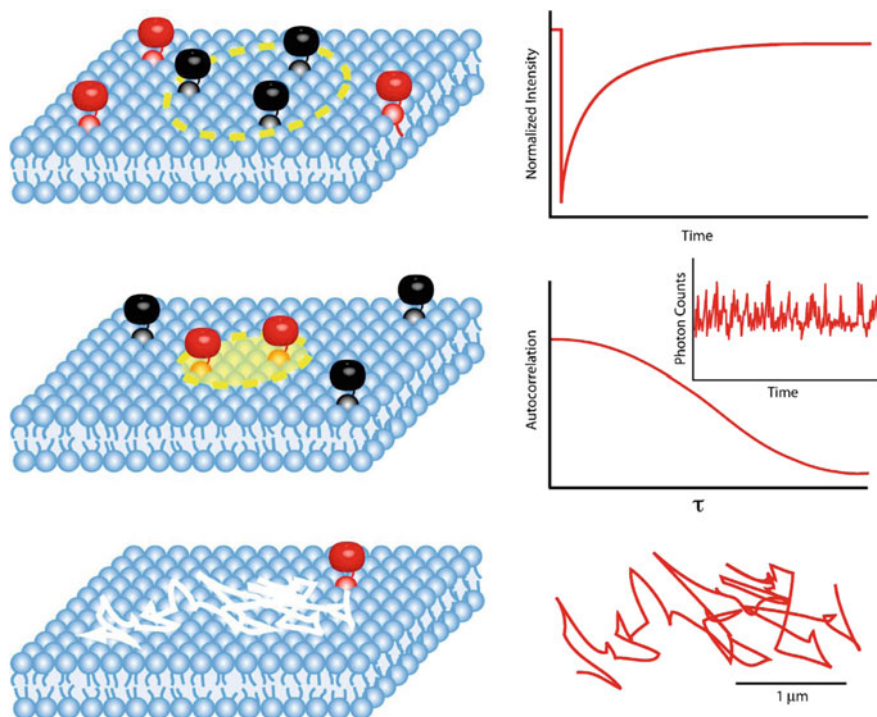 Normalized Intensity
Time
Autocorrelation
Photon Counts
Time
τ
1 μm